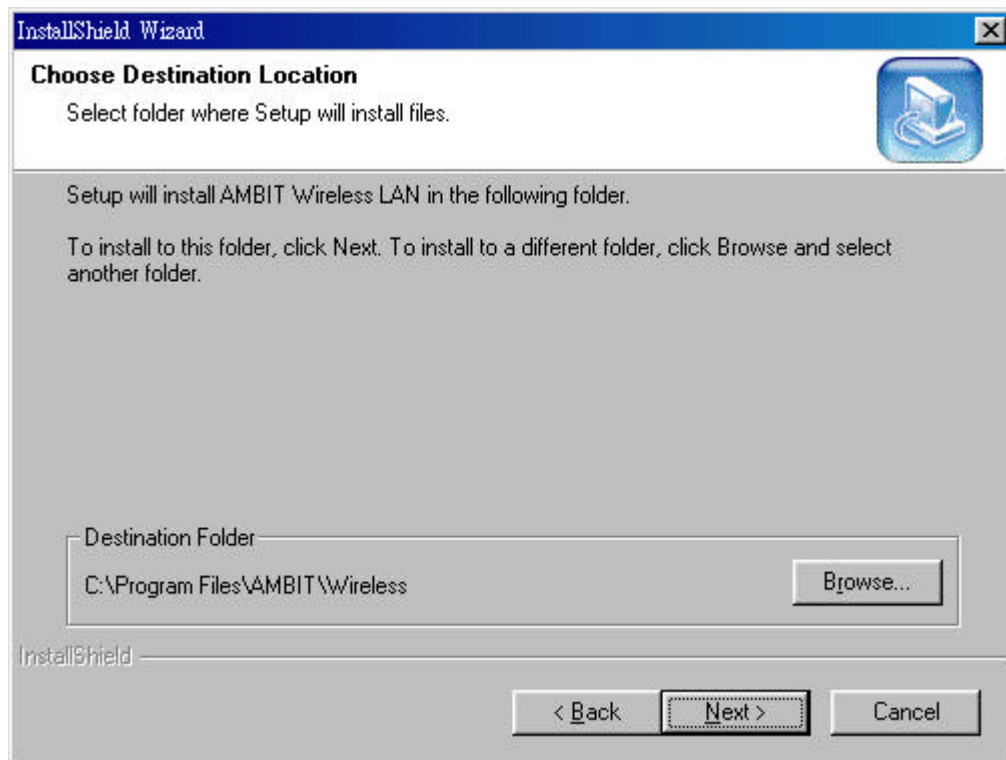 InstallShield Wizard
Choose Destination Location
Select folder where Setup will install files.
Setup will install AMBIT Wireless LAN in the following folder.
To install to this folder, click Next. To install to a different folder, click Browse and select
another folder.
Destination Folder
C:\Program Files\AMBIT\Wireless
Browse...
InstallShield
< Back
Next >
Cancel